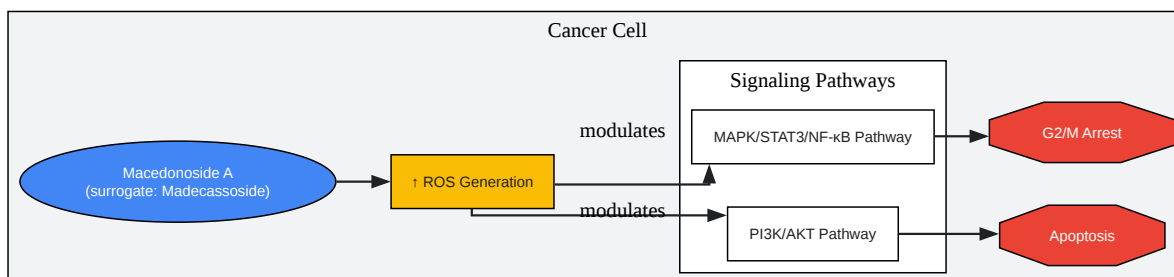 Cancer Cell
Signaling Pathways
modulates
MAPK/STAT3/NF-κB Pathway
G2/M Arrest
Macedonoside A
(surrogate: Madecassoside)
↑ ROS Generation
modulates
PI3K/AKT Pathway
Apoptosis